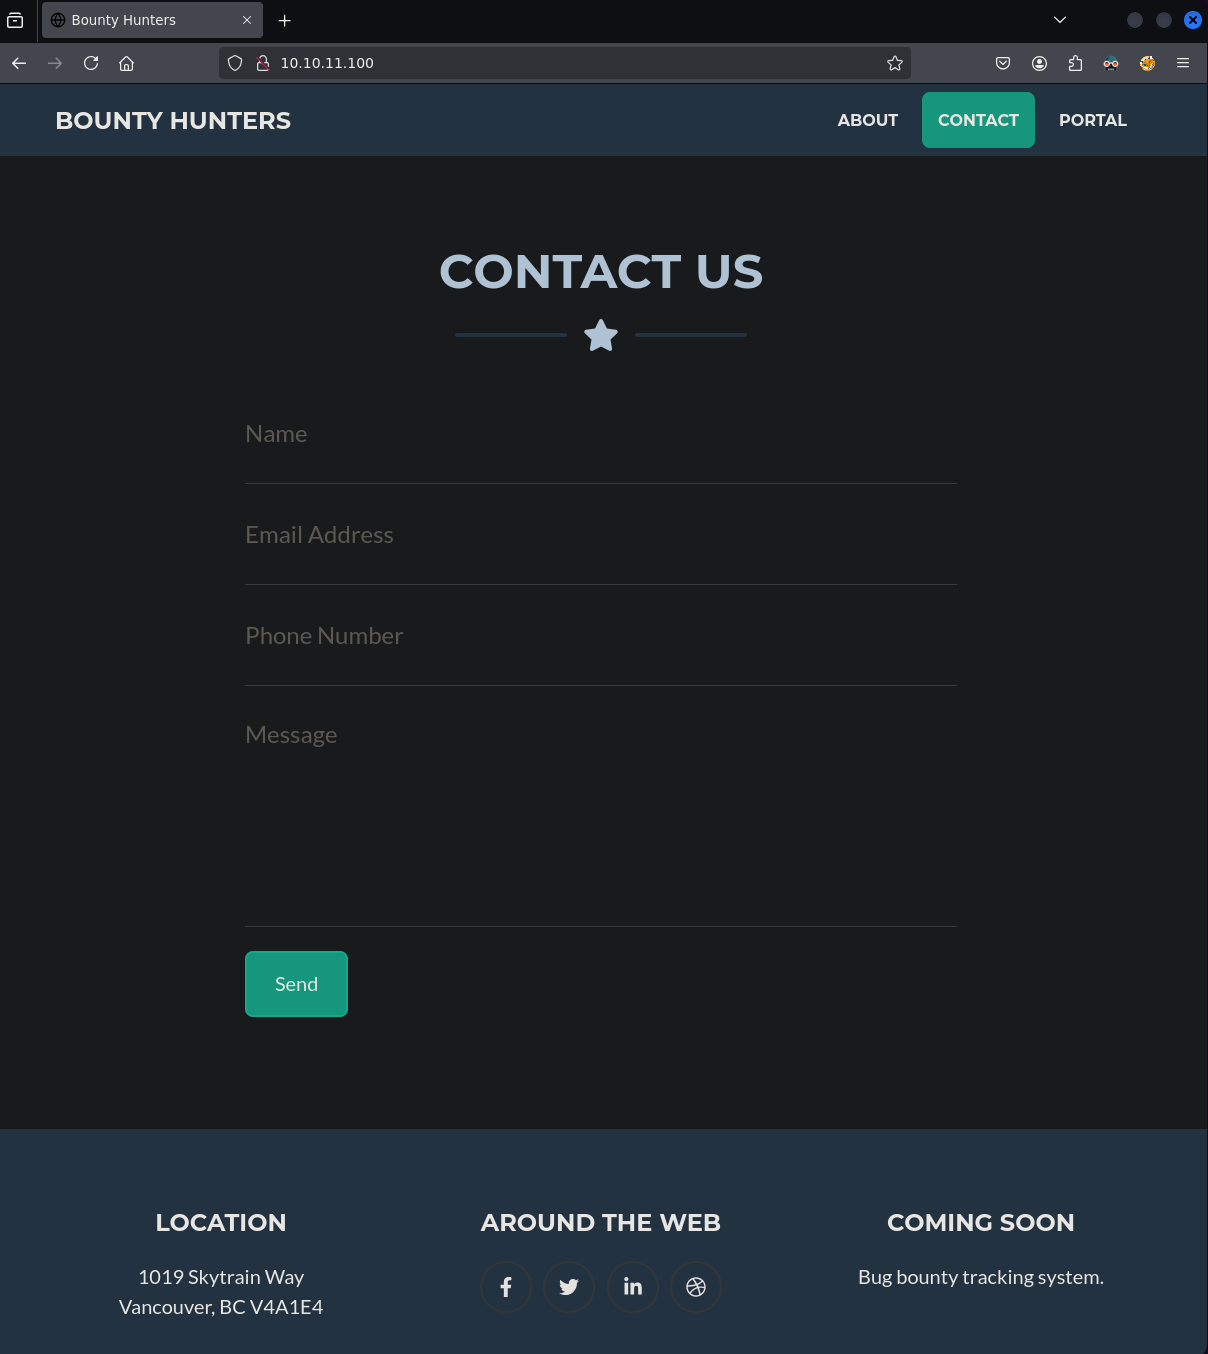 Bounty Hunters
10.10.11.100
BOUNTY HUNTERS
ABOUT
CONTACT
PORTAL
CONTACT US
Name
Email Address
Phone Number
Message
Send
LOCATION
1019 Skytrain Way
Vancouver, BC V4A1E4
AROUND THE WEB
COMING SOON
Bug bounty tracking system.